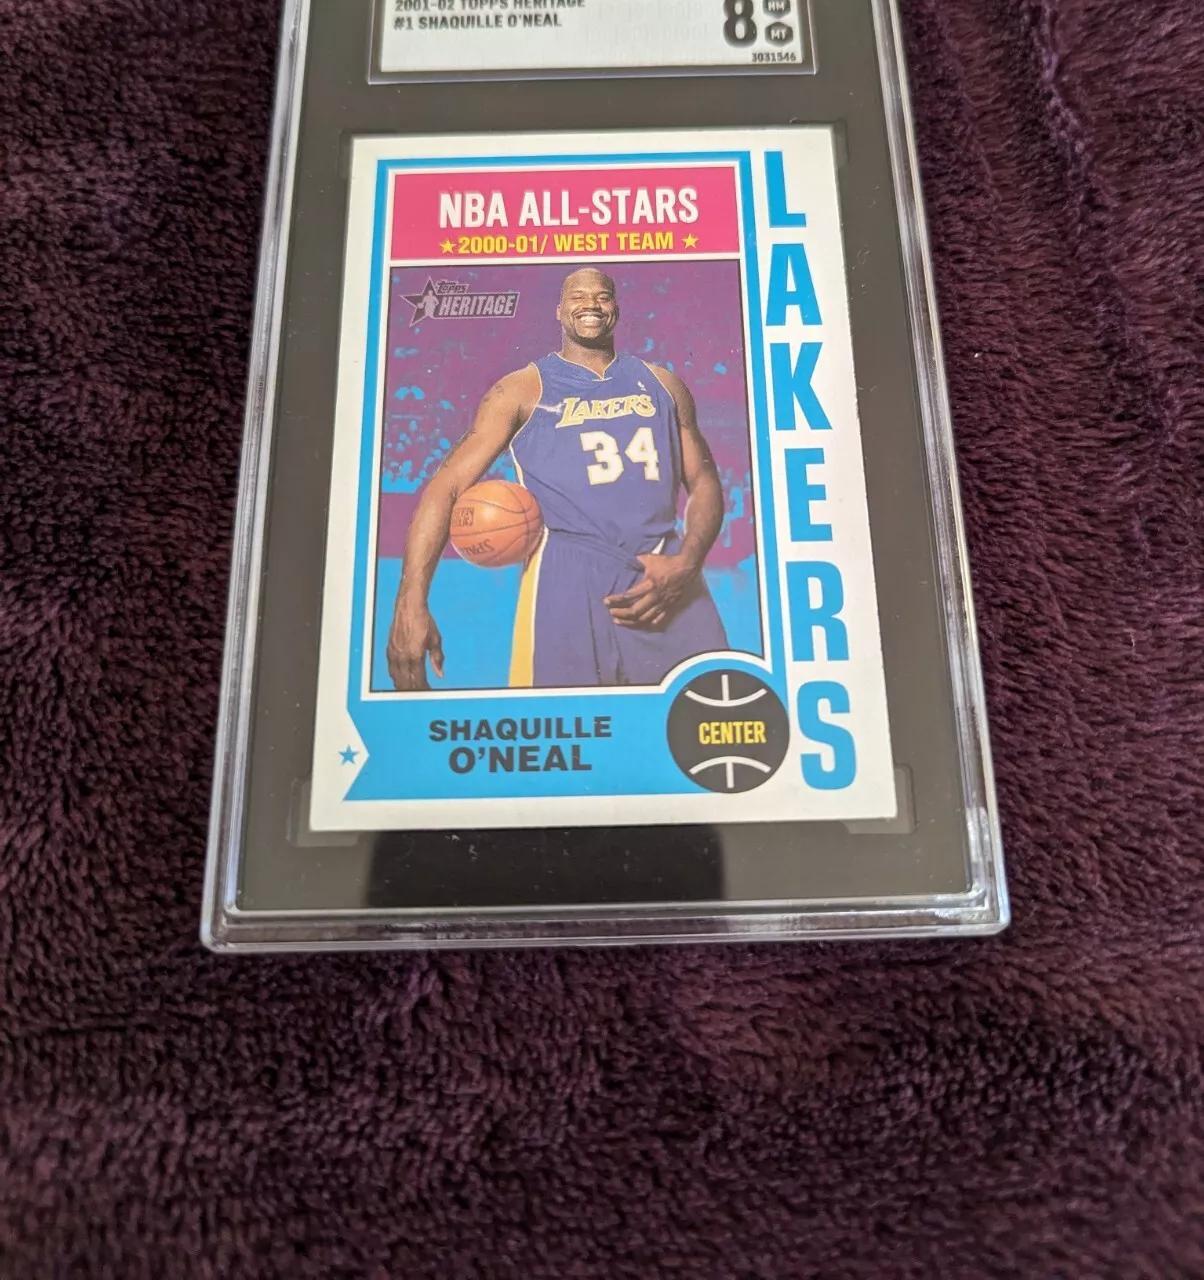 2001-02 TOPPS HERITAGE
#1 SHAQUILLE O'NEAL
8
NM
MT
3031546
NBA ALL-STARS
★2000-01/ WEST TEAM ★
Topps
HERITAGE
LAKERS
34
SPAL
SHAQUILLE
O'NEAL
CENTER
LAKERS